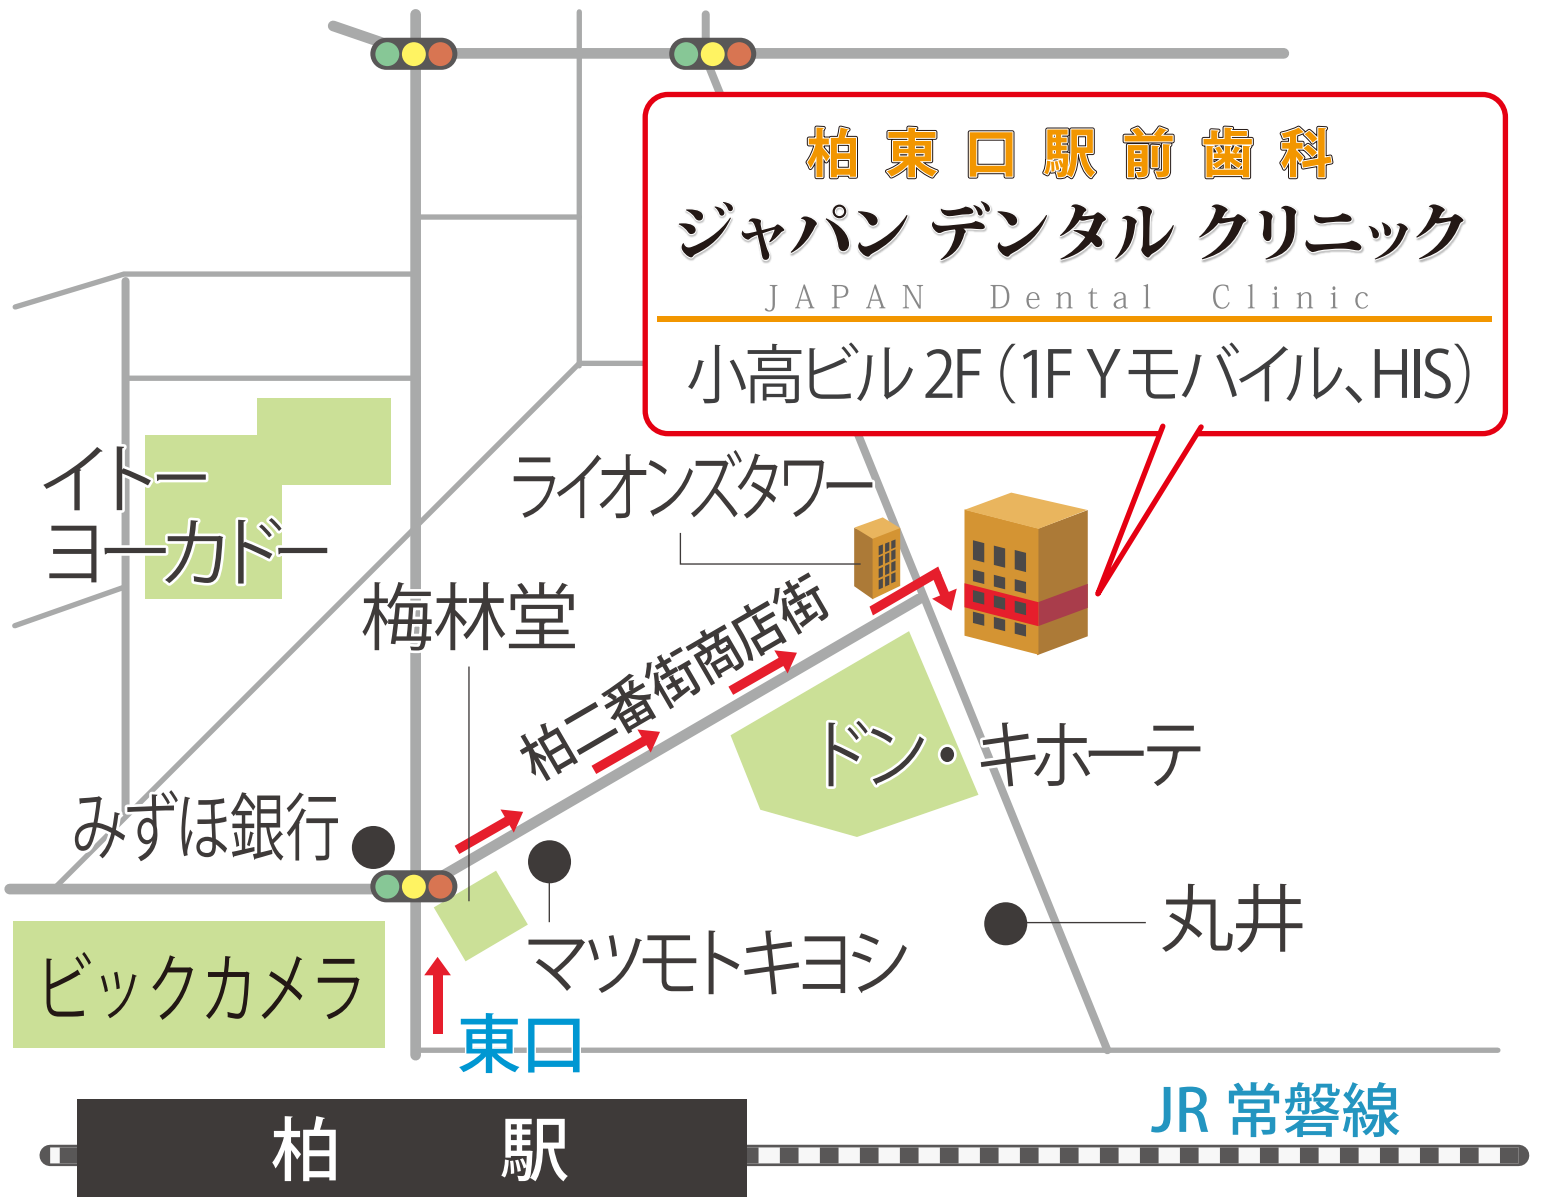 柏東口駅前歯科
ジャパン デンタル クリニック
JAPAN Dental Clinic
小高ビル 2F（1F Yモバイル、HIS）
ライオンズタワー
イトー
ヨーカドー
梅林堂
柏二番街商店街
ドン・キホーテ
みずほ銀行
丸井
マツモトキヨシ
ビックカメラ
東口
JR 常磐線
柏駅